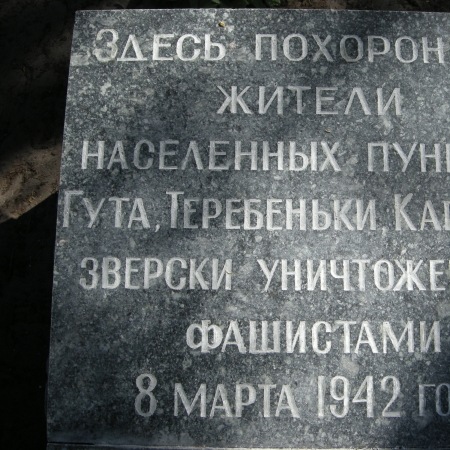 Здесь похорон
жители
населенных пун
Гута, Теребеньки, Ка
зверски уничтоже
фашистами
8 марта 1942 го